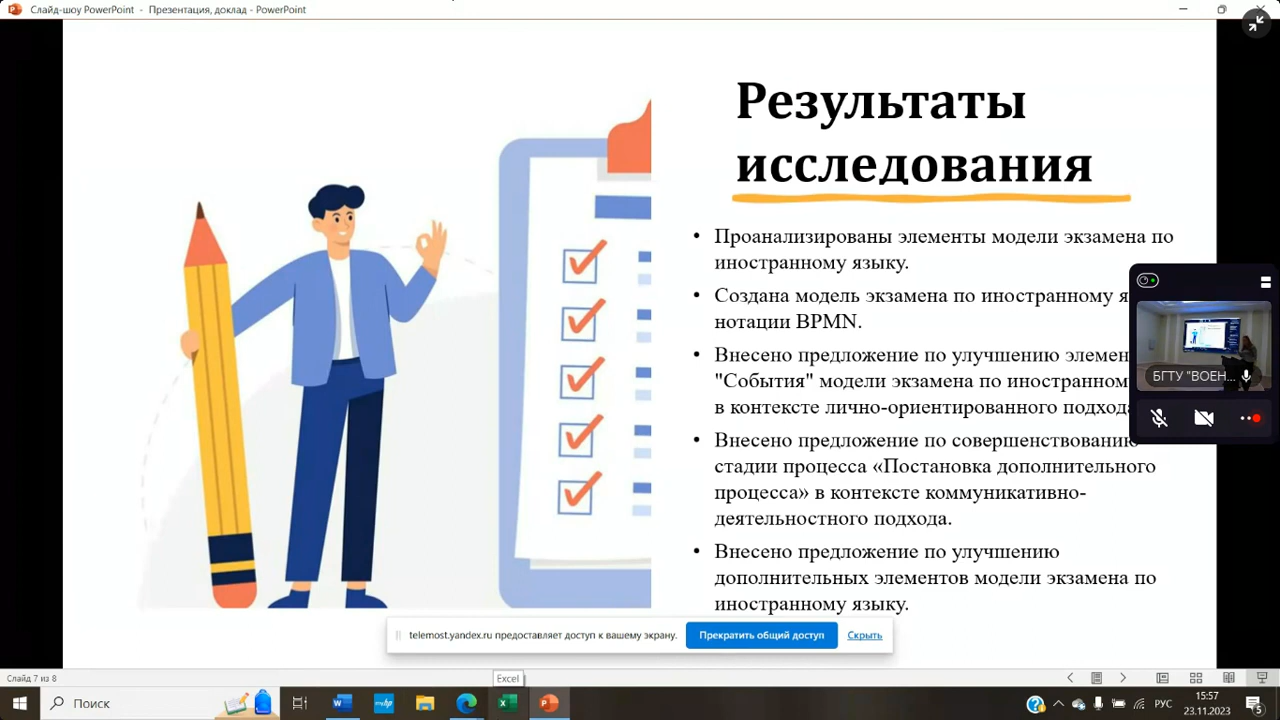 Слайд-шоу PowerPoint - Презентация, доклад - PowerPoint
Результаты
исследования
• Проанализированы элементы модели экзамена по
иностранному языку.
• Создана модель экзамена по иностранному
нотации BPMN.
• Внесено предложение по улучшению
"События" модели экзамена по
в контексте лично-ориентированного
• Внесено предложение по совершенствованию
стадии процесса «Постановка дополнительного
процесса» в контексте коммуникативно-
деятельностного подхода.
• Внесено предложение по улучшению
дополнительных элементов модели экзамена по
иностранному языку.
БГТУ "ВОЕН...
telemost.yandex.ru предоставляет доступ к вашему экрану.
Прекратить общий доступ
Скрыть
Слайд 7 из 8
Excel
Поиск
РУС
15:57
23.11.2023
5